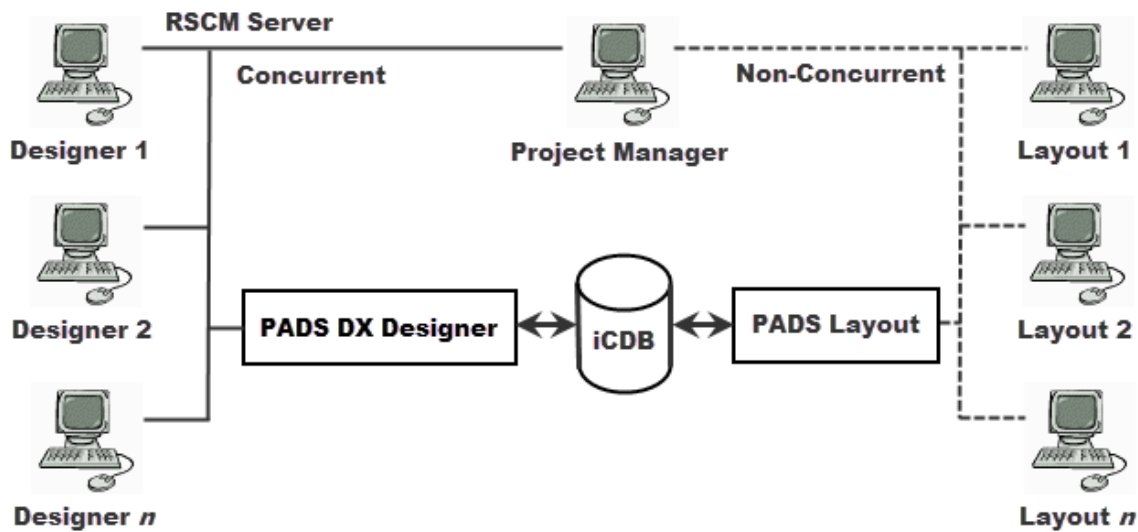 RSCM Server
Concurrent
Non-Concurrent
Designer 1
Project Manager
Layout 1
Designer 2
PADS DX Designer
iCDB
PADS Layout
Layout 2
Designer n
Layout n